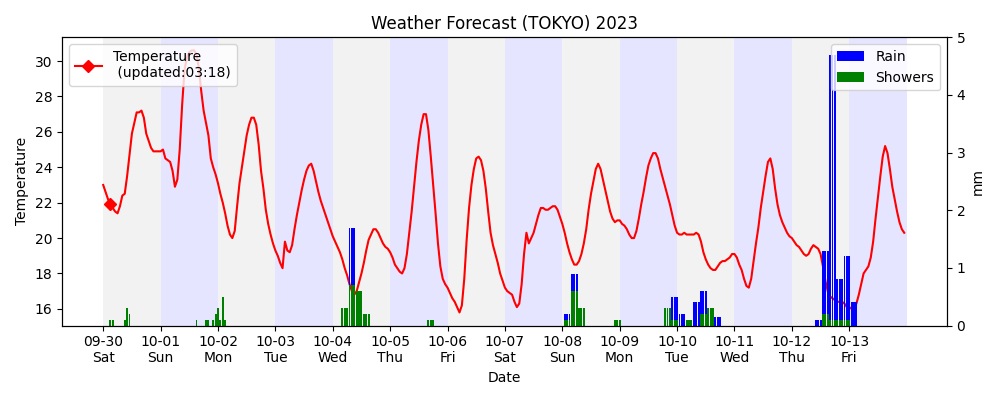 Weather Forecast (TOKYO) 2023
Temperature
(updated:03:18)
Rain
Showers
Temperature
30
28
26
24
22
20
18
16
5
4
3
2
1
0
mm
09-30 10-01 10-02 10-03 10-04 10-05 10-06 10-07 10-08 10-09 10-10 10-11 10-12 10-13
Sat Sun Mon Tue Wed Thu Fri Sat Sun Mon Tue Wed Thu Fri
Date